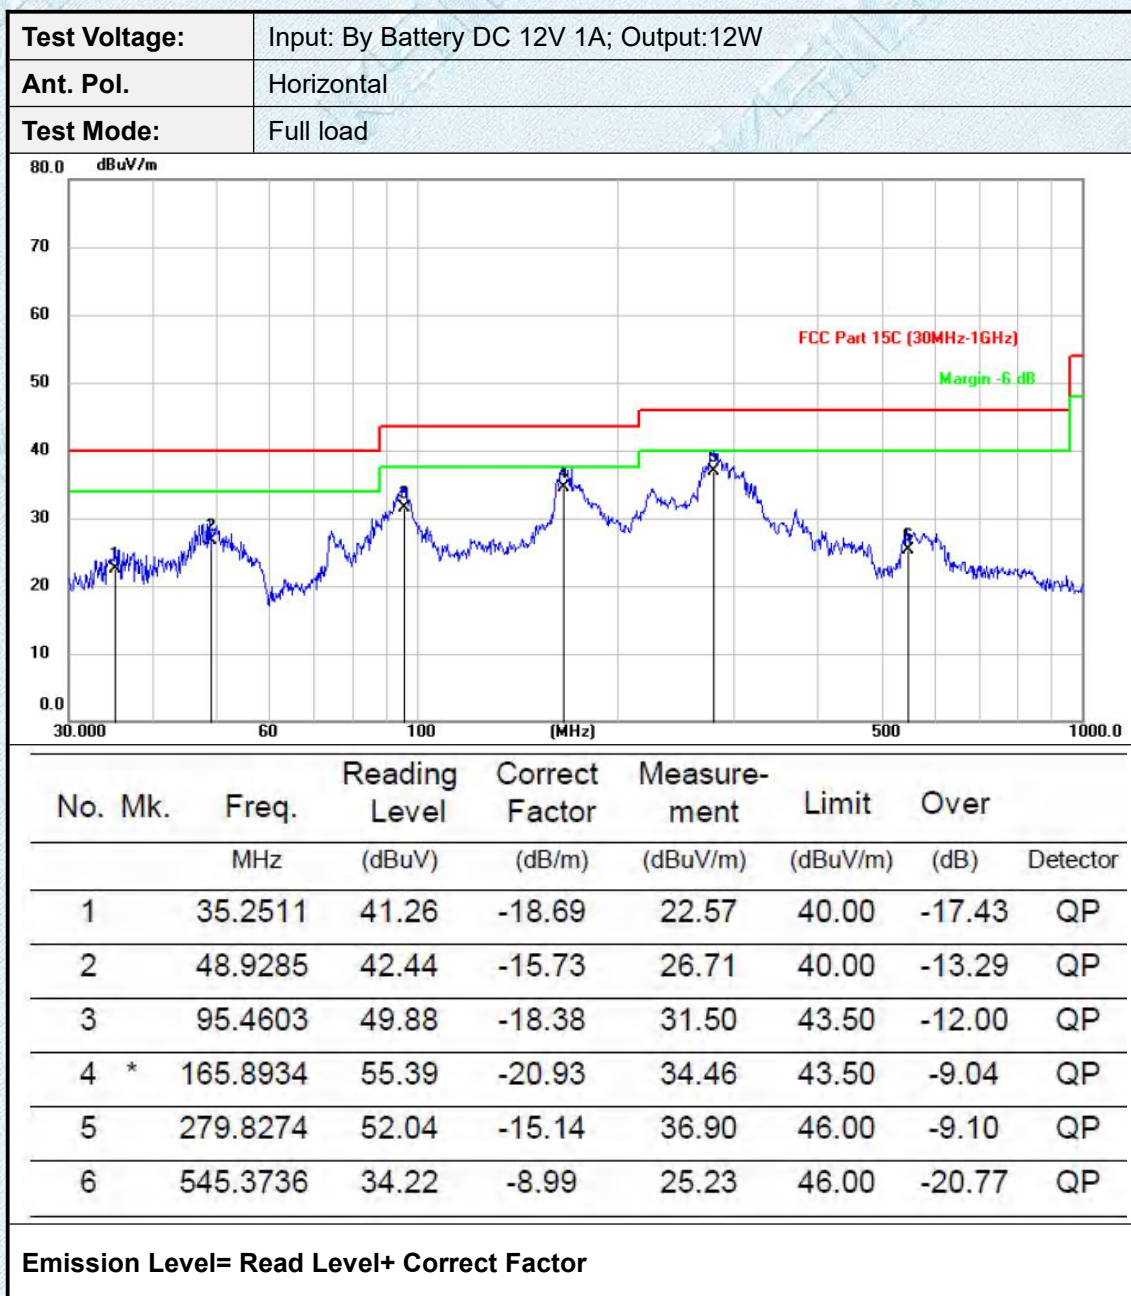 Test Voltage: Input: By Battery DC 12V 1A; Output:12W
Ant. Pol. Horizontal
Test Mode: Full load
80.0 dBuV/m
70
60
FCC Part 15C (30MHz-1GHz)
50
Margin -6 dB
40
30
20
10
0.0
30.000 60 100 (MHz) 500 1000.0
1 2 3 4 5 6
No. Mk. Freq. Reading Level Correct Factor Measure-ment Limit Over
MHz (dBuV) (dB/m) (dBuV/m) (dBuV/m) (dB) Detector
1 35.2511 41.26 -18.69 22.57 40.00 -17.43 QP
2 48.9285 42.44 -15.73 26.71 40.00 -13.29 QP
3 95.4603 49.88 -18.38 31.50 43.50 -12.00 QP
4 * 165.8934 55.39 -20.93 34.46 43.50 -9.04 QP
5 279.8274 52.04 -15.14 36.90 46.00 -9.10 QP
6 545.3736 34.22 -8.99 25.23 46.00 -20.77 QP
Emission Level= Read Level+ Correct Factor